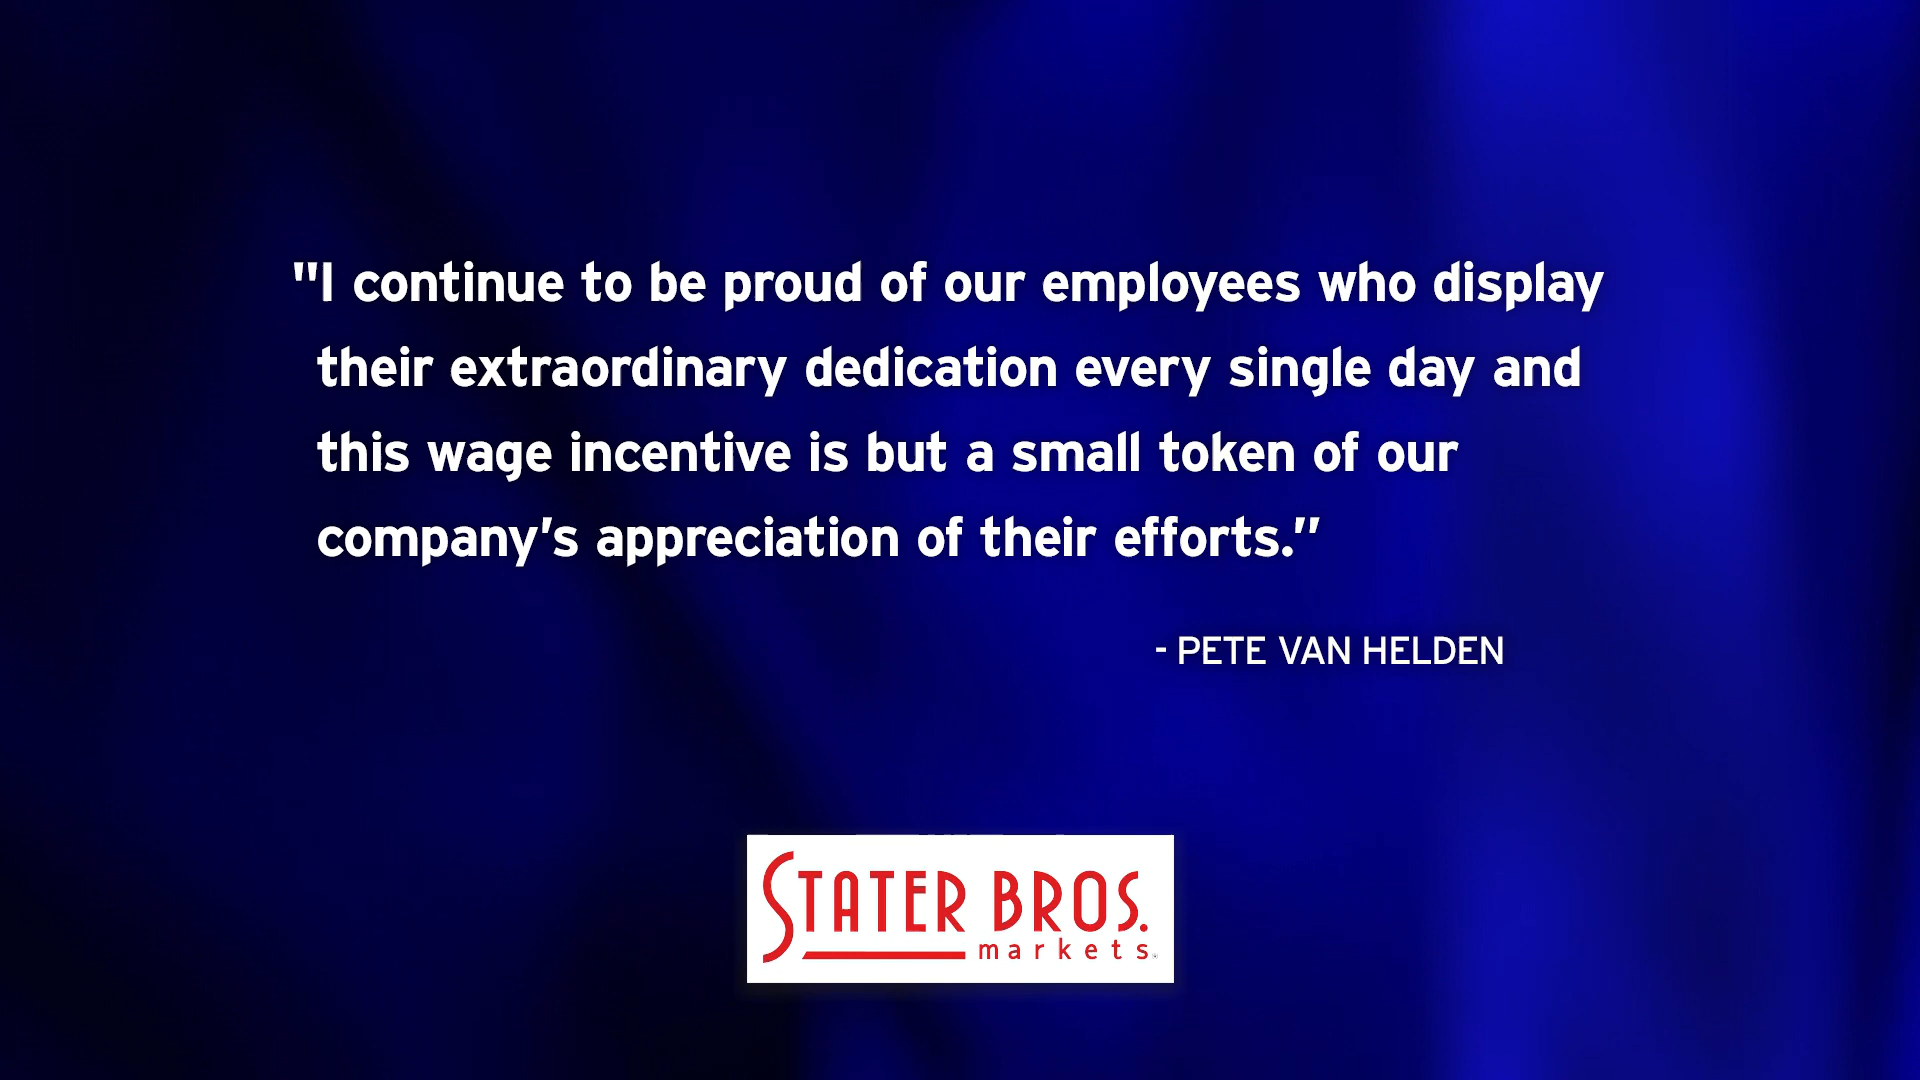 "I continue to be proud of our employees who display
their extraordinary dedication every single day and
this wage incentive is but a small token of our
company’s appreciation of their efforts.”
- PETE VAN HELDEN
STATER BROS.
markets